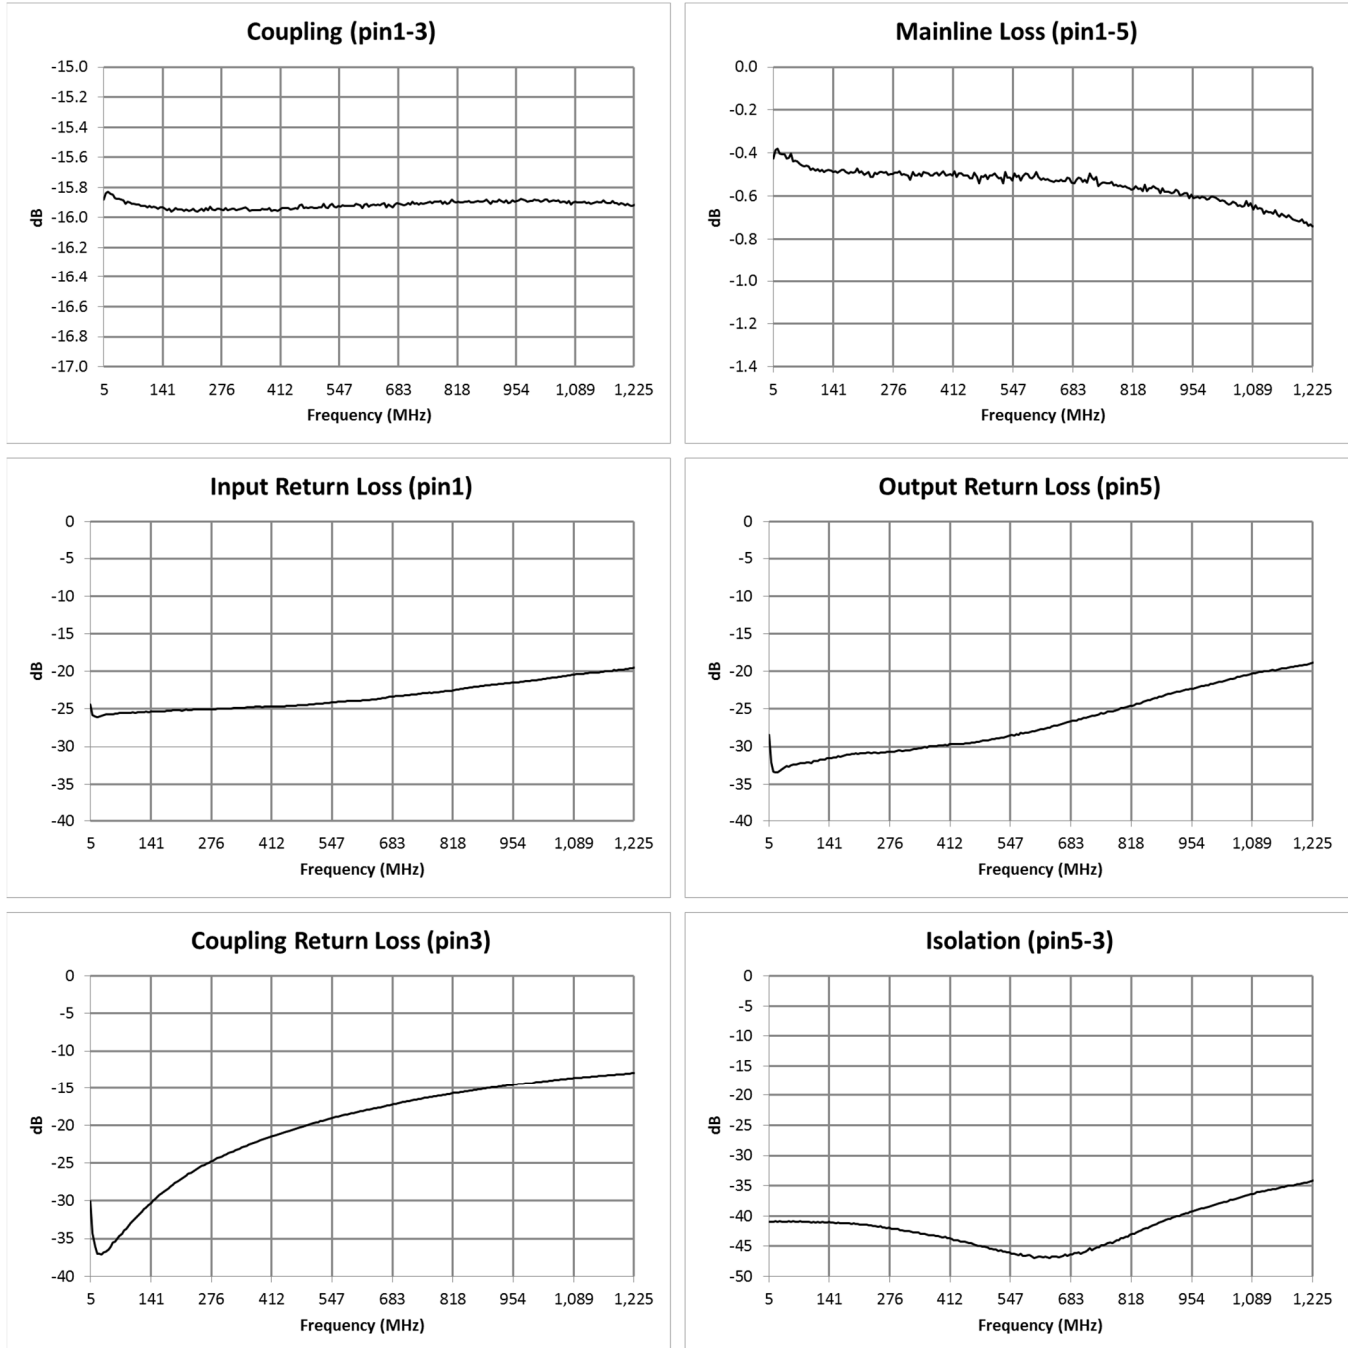 Coupling (pin1-3)
-15.0
-15.2
-15.4
-15.6
-15.8
-16.0
-16.2
-16.4
-16.6
-16.8
-17.0
dB
5 141 276 412 547 683 818 954 1,089 1,225
Frequency (MHz)
Mainline Loss (pin1-5)
0.0
-0.2
-0.4
-0.6
-0.8
-1.0
-1.2
-1.4
dB
5 141 276 412 547 683 818 954 1,089 1,225
Frequency (MHz)
Input Return Loss (pin1)
0
-5
-10
-15
-20
-25
-30
-35
-40
dB
5 141 276 412 547 683 818 954 1,089 1,225
Frequency (MHz)
Output Return Loss (pin5)
0
-5
-10
-15
-20
-25
-30
-35
-40
dB
5 141 276 412 547 683 818 954 1,089 1,225
Frequency (MHz)
Coupling Return Loss (pin3)
0
-5
-10
-15
-20
-25
-30
-35
-40
dB
5 141 276 412 547 683 818 954 1,089 1,225
Frequency (MHz)
Isolation (pin5-3)
0
-5
-10
-15
-20
-25
-30
-35
-40
-45
-50
dB
5 141 276 412 547 683 818 954 1,089 1,225
Frequency (MHz)